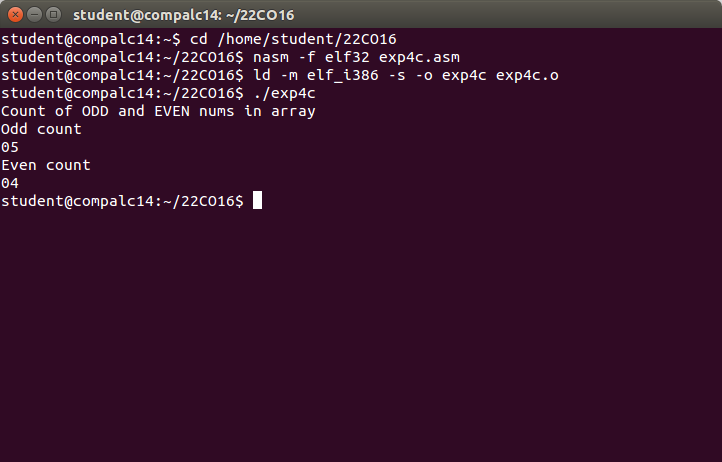 student@compalc14: ~/22CO16
student@compalc14:~$ cd /home/student/22CO16
student@compalc14:~/22CO16$ nasm -f elf32 exp4c.asm
student@compalc14:~/22CO16$ ld -m elf_i386 -s -o exp4c exp4c.o
student@compalc14:~/22CO16$ ./exp4c
Count of ODD and EVEN nums in array
Odd count
05
Even count
04
student@compalc14:~/22CO16$